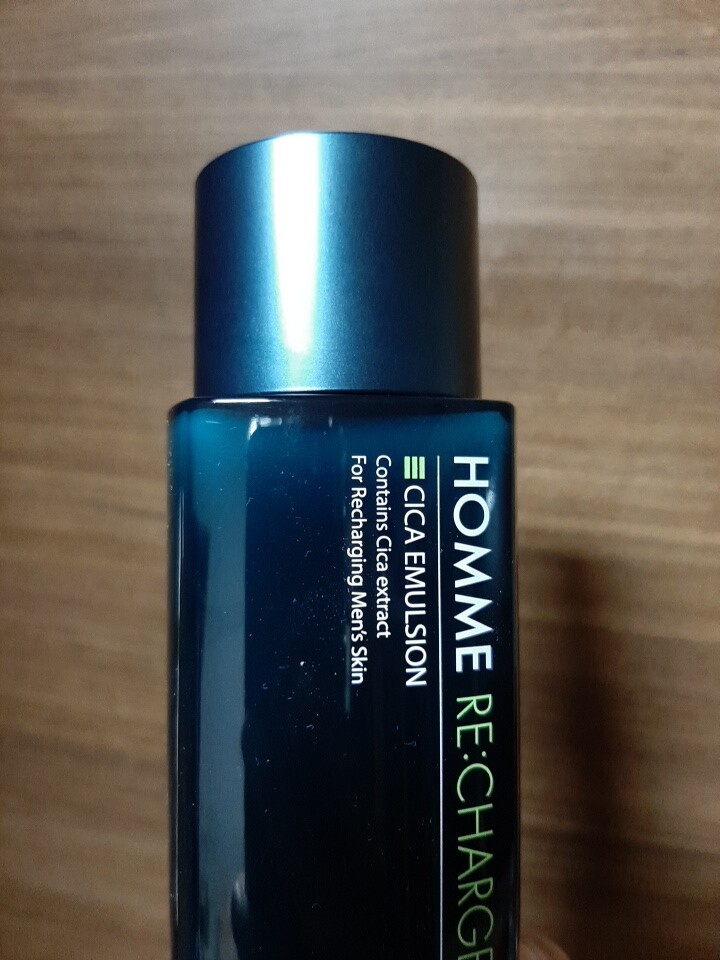 HOMME RE:CHARGE
CICA EMULSION
Contains Cica extract
For Recharging Men's Skin